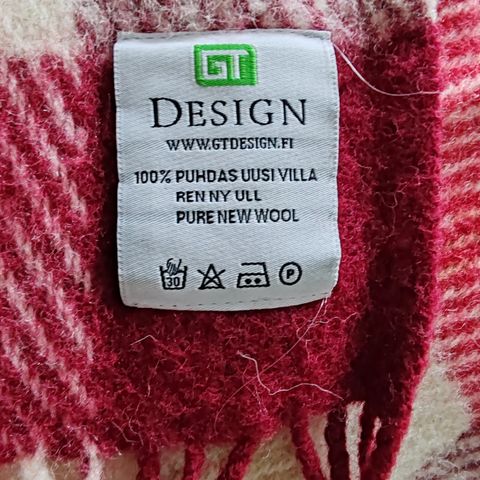 GT
DESIGN
WWW.GTDESIGN.FI
100% PUHDAS UUSI VILLA
REN NY ULL
PURE NEW WOOL
30 P